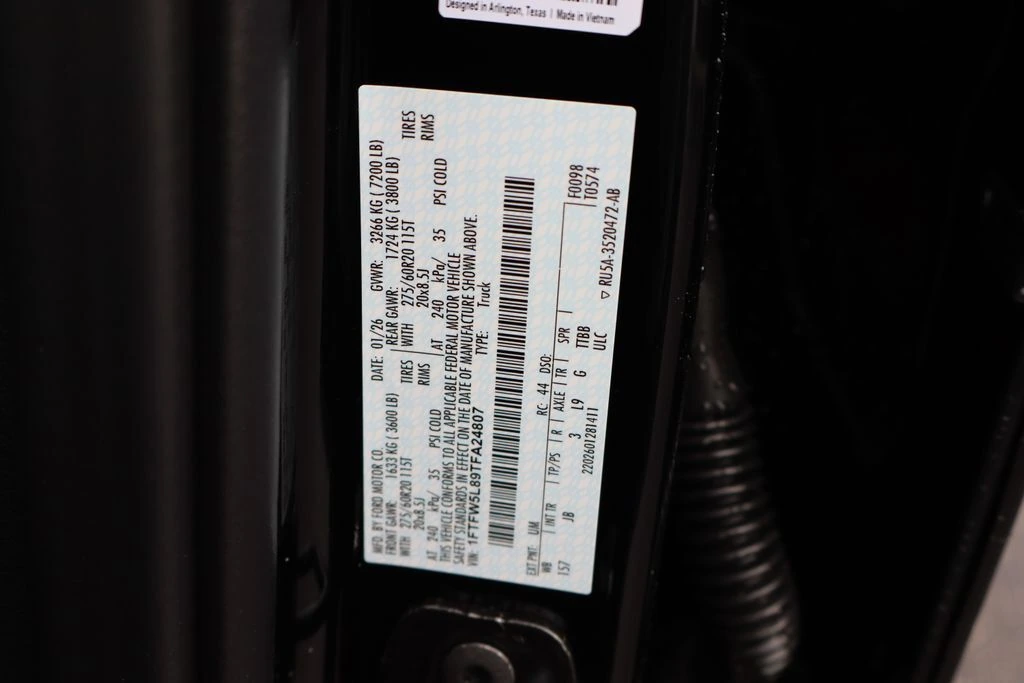 Designed in Arlington, Texas | Made in Vietnam
MFD. BY FORD MOTOR CO. DATE: 01/26 GVWR: 3266 KG ( 7200 LB)
FRONT GAWR: 1633 KG ( 3600 LB) REAR GAWR: 1724 KG ( 3800 LB)
WITH 275/60R20 115T TIRES WITH 275/60R20 115T TIRES
20x8.5J RIMS 20x8.5J RIMS
AT 240 kPa/ 35 PSI COLD AT 240 kPa/ 35 PSI COLD
THIS VEHICLE CONFORMS TO ALL APPLICABLE FEDERAL MOTOR VEHICLE
SAFETY STANDARDS IN EFFECT ON THE DATE OF MANUFACTURE SHOWN ABOVE.
VIN: 1FTFW5L89TFA24807 TYPE: Truck
EXT PNT: UM RC: 44 DSO: F0098
WB INT TR TP/PS R AXLE TR SPR T0574
157 JB 3 L9 G TTBB
2202601281411 ULC ▽ RU5A-3520472-AB